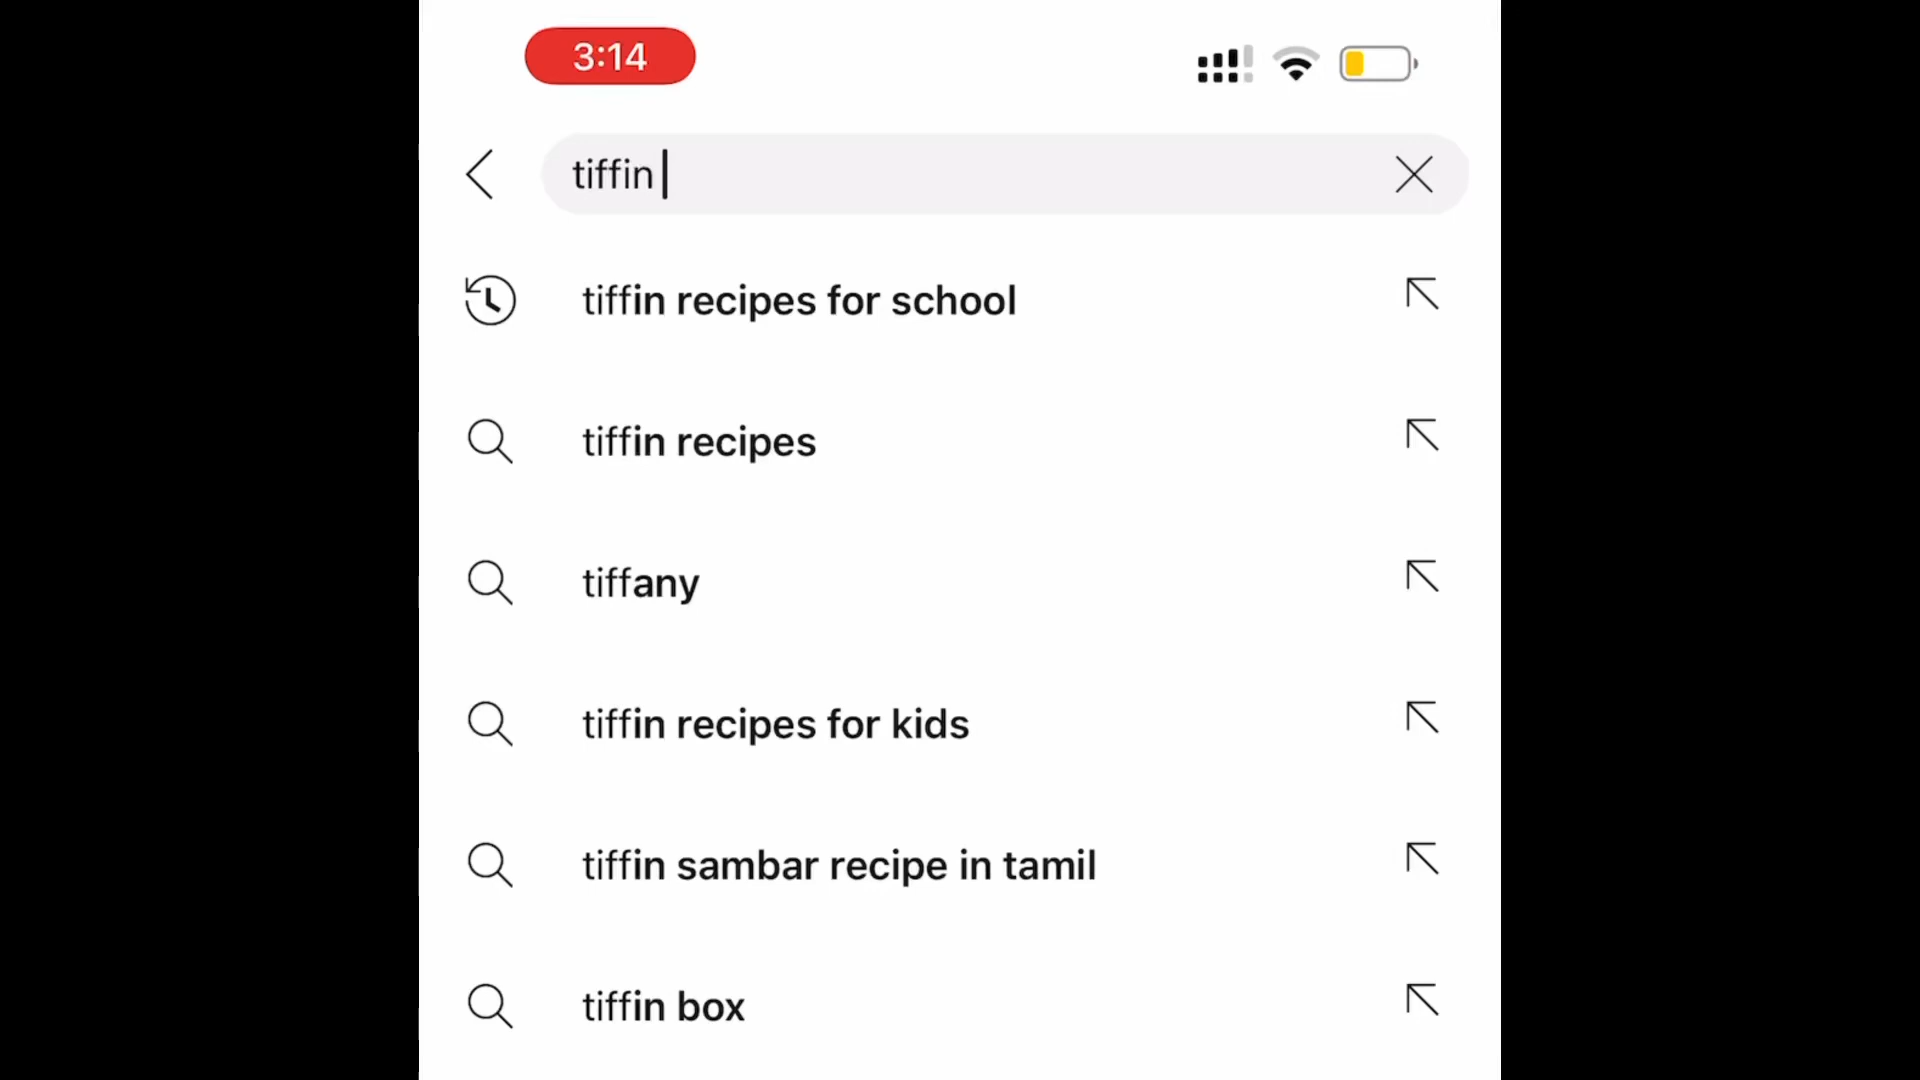 3:14
tiffin
tiffin recipes for school
tiffin recipes
tiffany
tiffin recipes for kids
tiffin sambar recipe in tamil
tiffin box